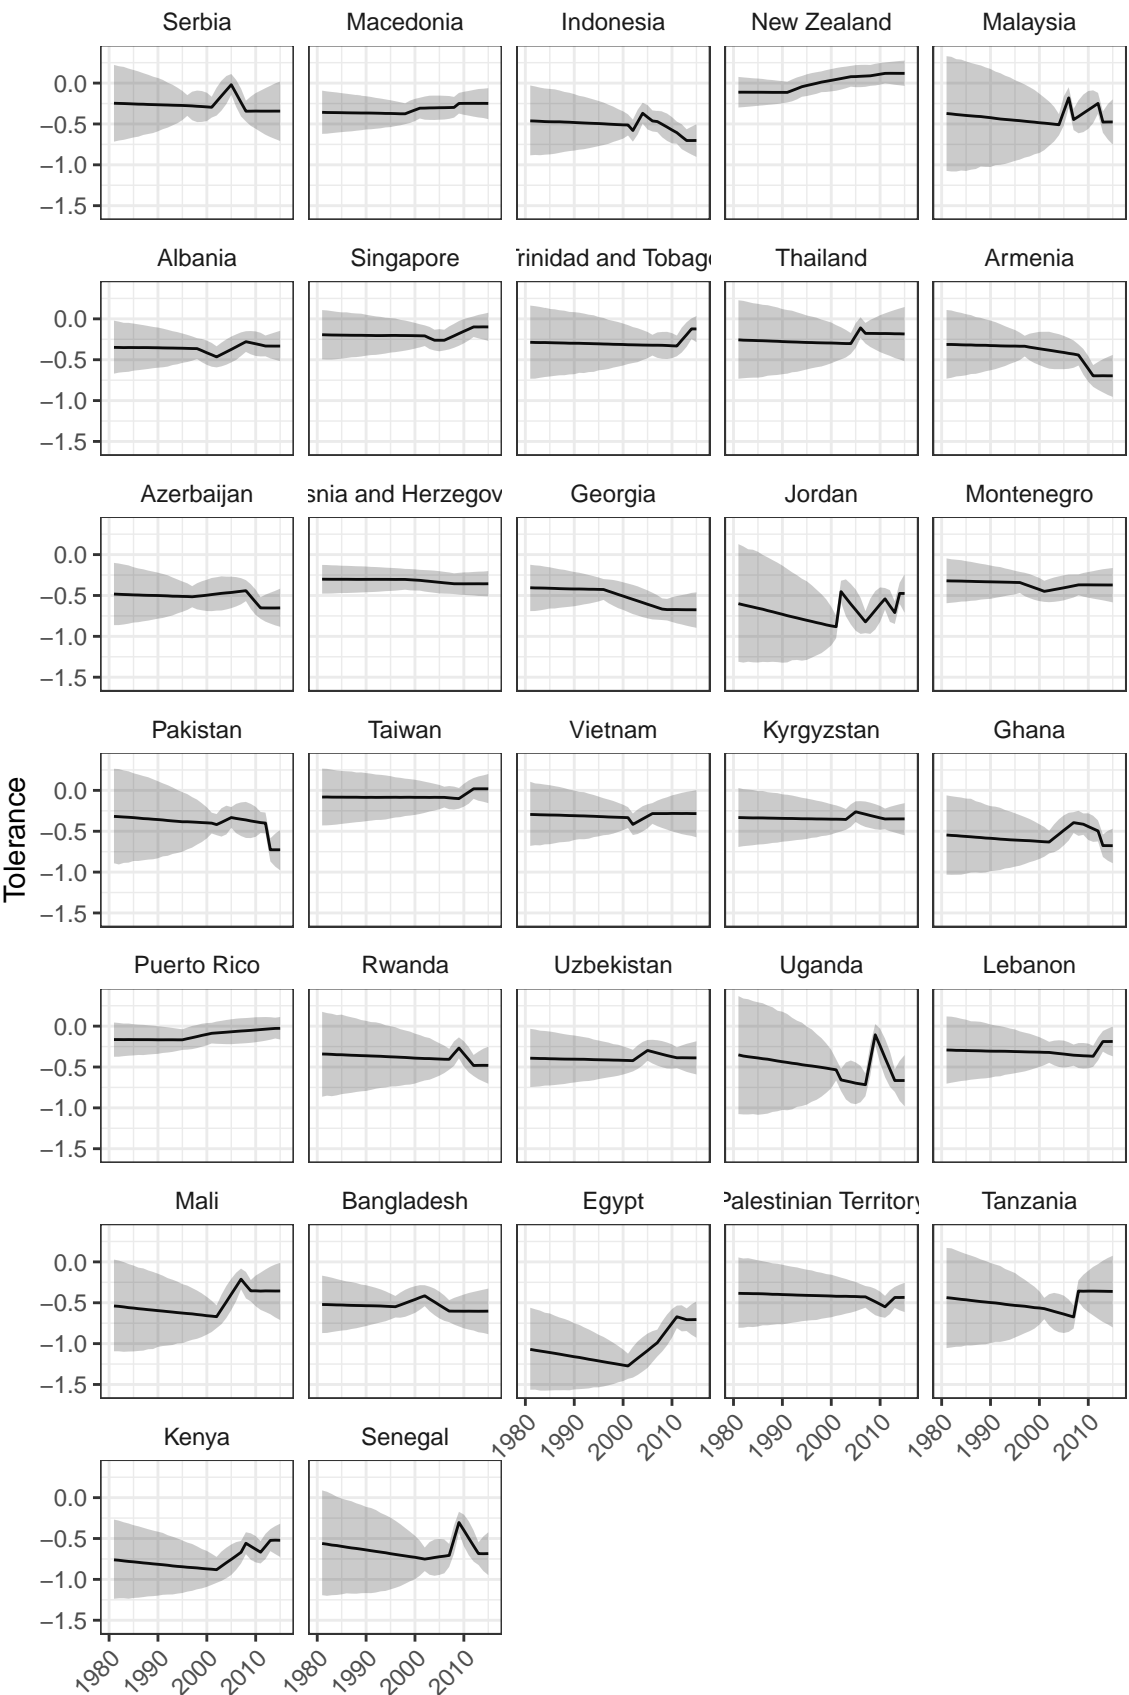 Serbia Macedonia Indonesia New Zealand Malaysia
0.0
−0.5
−1.0
−1.5
Albania Singapore Trinidad and Tobago Thailand Armenia
0.0
−0.5
−1.0
−1.5
Azerbaijan snia and Herzegov Georgia Jordan Montenegro
0.0
−0.5
−1.0
−1.5
Pakistan Taiwan Vietnam Kyrgyzstan Ghana
0.0
−0.5
−1.0
−1.5
Tolerance
Puerto Rico Rwanda Uzbekistan Uganda Lebanon
0.0
−0.5
−1.0
−1.5
Mali Bangladesh Egypt Palestinian Territory Tanzania
0.0
−0.5
−1.0
−1.5
1980 1990 2000 2010 1980 1990 2000 2010 1980 1990 2000 2010
Kenya Senegal
0.0
−0.5
−1.0
−1.5
1980 1990 2000 2010 1980 1990 2000 2010